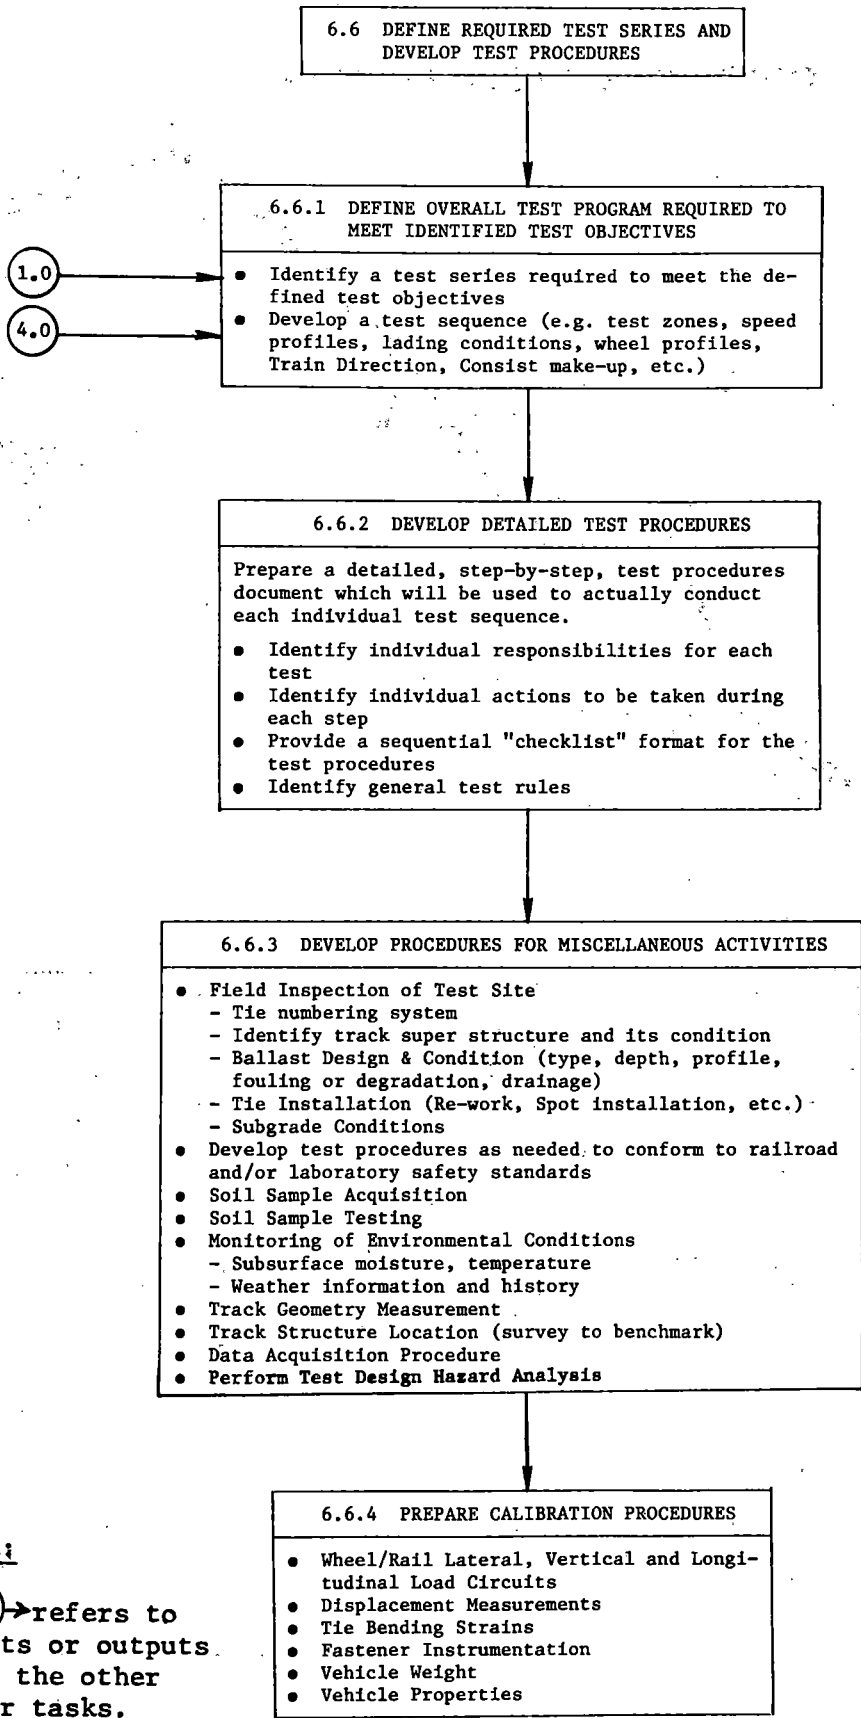 6.6 DEFINE REQUIRED TEST SERIES AND
DEVELOP TEST PROCEDURES
6.6.1 DEFINE OVERALL TEST PROGRAM REQUIRED TO
MEET IDENTIFIED TEST OBJECTIVES
1.0
4.0
● Identify a test series required to meet the de-
fined test objectives
● Develop a test sequence (e.g. test zones, speed
profiles, lading conditions, wheel profiles,
Train Direction, Consist make-up, etc.)
6.6.2 DEVELOP DETAILED TEST PROCEDURES
Prepare a detailed, step-by-step, test procedures
document which will be used to actually conduct
each individual test sequence.
● Identify individual responsibilities for each
test
● Identify individual actions to be taken during
each step
● Provide a sequential "checklist" format for the
test procedures
● Identify general test rules
6.6.3 DEVELOP PROCEDURES FOR MISCELLANEOUS ACTIVITIES
● Field Inspection of Test Site
- Tie numbering system
- Identify track super structure and its condition
- Ballast Design & Condition (type, depth, profile,
fouling or degradation, drainage)
- Tie Installation (Re-work, Spot installation, etc.)
- Subgrade Conditions
● Develop test procedures as needed to conform to railroad
and/or laboratory safety standards
● Soil Sample Acquisition
● Soil Sample Testing
● Monitoring of Environmental Conditions
- Subsurface moisture, temperature
- Weather information and history
● Track Geometry Measurement
● Track Structure Location (survey to benchmark)
● Data Acquisition Procedure
● Perform Test Design Hazard Analysis
6.6.4 PREPARE CALIBRATION PROCEDURES
● Wheel/Rail Lateral, Vertical and Longi-
tudinal Load Circuits
● Displacement Measurements
● Tie Bending Strains
● Fastener Instrumentation
● Vehicle Weight
● Vehicle Properties
refers to
ts or outputs
the other
r tasks.